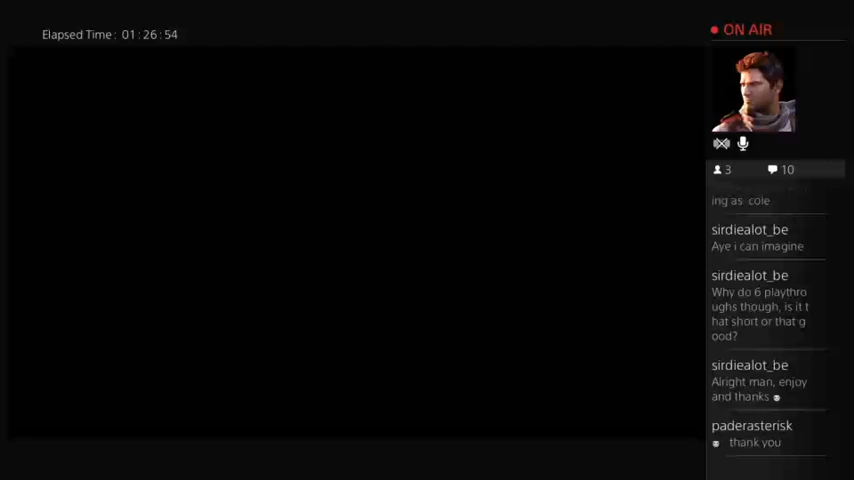 Elapsed Time: 01:26:54
ON AIR
3
10
ing as cole
sirdiealot_be
Aye i can imagine
sirdiealot_be
Why do 6 playthro
ughs though, is it t
hat short or that g
ood?
sirdiealot_be
Alright man, enjoy
and thanks
paderasterisk
thank you